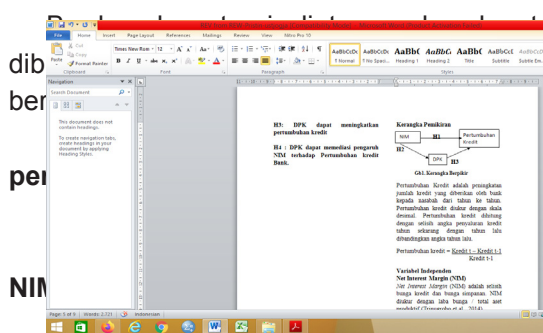 dib
ber
per
NIM
File Home Insert Page Layout References Mailings Review View Nitro Pro 10
Cut
Copy
Format Painter
Paste
Clipboard
Times New Rom 12
Font
Paragraph
AaBbCcDc AaBbCcDc AaBbC AaBbG AaBbC AaBbCcL AaBbCcD
¶ Normal ¶ No Spaci... Heading 1 Heading 2 Title Subtitle Subtle Em...
Styles
Navigation
Search Document
This document does not
contain headings.
To create navigation tabs,
create headings in your
document by applying
Heading Styles.
H3: DPK dapat meningkatkan
pertumbuhan kredit
H4 : DPK dapat memediasi pengaruh
NIM terhadap Pertumbuhan kredit
Bank.
Kerangka Pemikiran
NIM
H1
Pertumbuhan
Kredit
H2
DPK
H3
Gb1. Kerangka Berpikir
Pertumbuhan Kredit adalah peningkatan
jumlah kredit yang diberikan oleh bank
kepada nasabah dari tahun ke tahun.
Pertumbuhan kredit diukur dengan skala
desimal. Pertumbuhan kredit dihitung
dengan selisih angka penyaluran kredit
tahun sekarang dengan tahun lalu
dibandingkan angka tahun lalu.
Pertumbuhan kredit = Kredit t – Kredit t-1
Kredit t-1
Variabel Independen
Net Interest Margin (NIM)
Net Interest Margin (NIM) adalah selisih
bunga kredit dan bunga simpanan. NIM
diukur dengan laba bunga / total aset
Page: 5 of 9 Words: 2.721 Indonesian